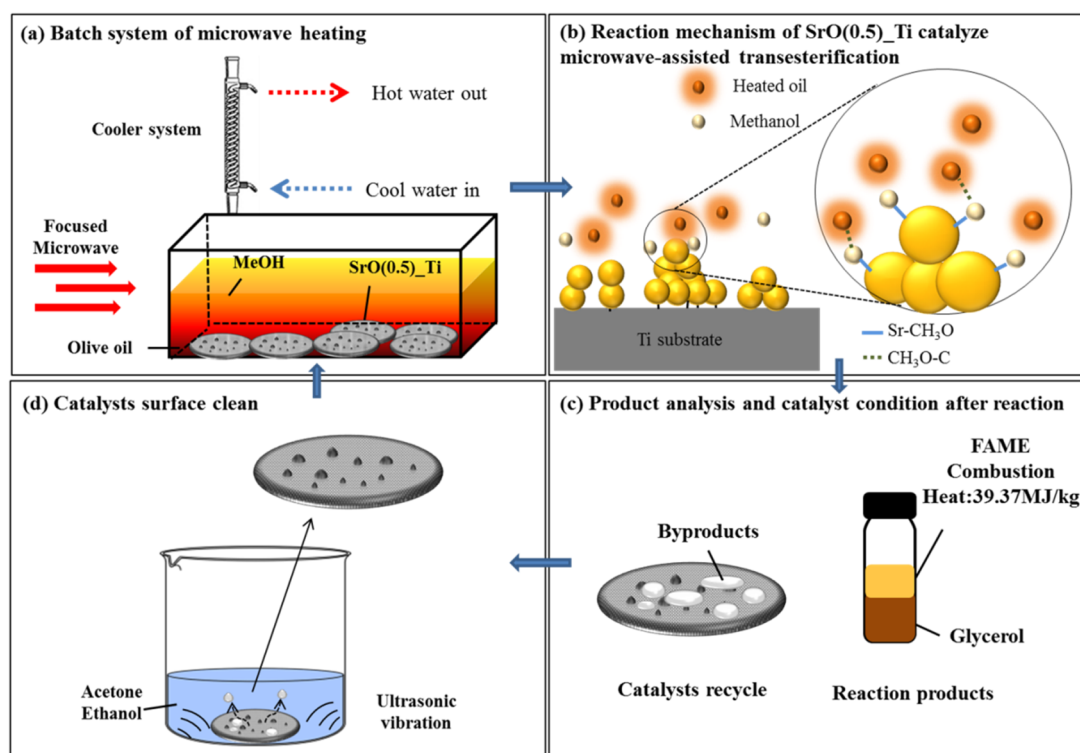 (a) Batch system of microwave heating
Hot water out
Cooler system
Cool water in
Focused
Microwave
MeOH
SrO(0.5)_Ti
Olive oil
(b) Reaction mechanism of SrO(0.5)_Ti catalyze
microwave-assisted transesterification
Heated oil
Methanol
Ti substrate
Sr-CH₃O
CH₃O-C
(d) Catalysts surface clean
Acetone
Ethanol
Ultrasonic
vibration
(c) Product analysis and catalyst condition after reaction
FAME
Combustion
Heat:39.37MJ/kg
Byproducts
Glycerol
Catalysts recycle
Reaction products